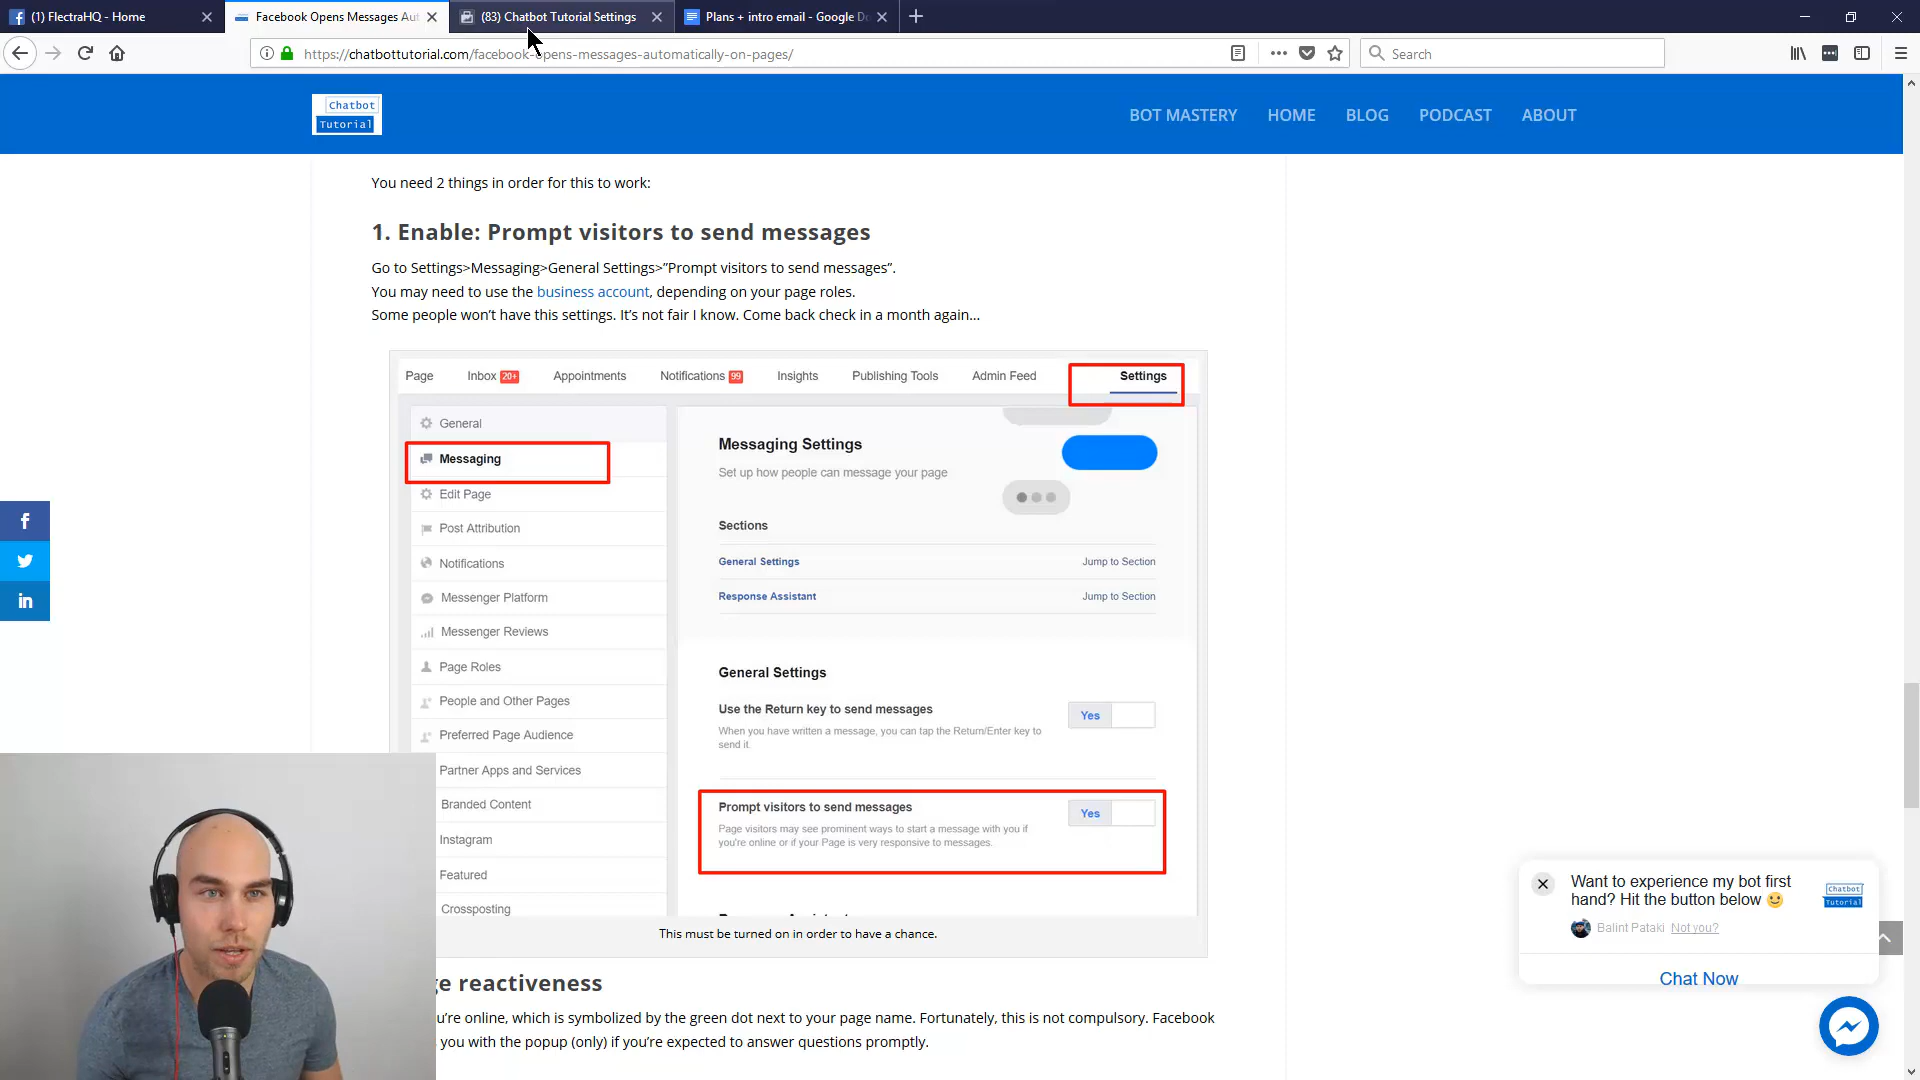 (1) FlectraHQ - Home
Facebook Opens Messages Aut
(83) Chatbot Tutorial Settings
Plans + intro email - Google Do
https://chatbottutorial.com/facebook-opens-messages-automatically-on-pages/
Search
Chatbot
Tutorial
BOT MASTERY
HOME
BLOG
PODCAST
ABOUT
You need 2 things in order for this to work:
1. Enable: Prompt visitors to send messages
Go to Settings>Messaging>General Settings>”Prompt visitors to send messages”.
You may need to use the business account, depending on your page roles.
Some people won’t have this settings. It’s not fair I know. Come back check in a month again…
Page
Inbox 20+
Appointments
Notifications 99
Insights
Publishing Tools
Admin Feed
Settings
General
Messaging
Edit Page
Post Attribution
Notifications
Messenger Platform
Messenger Reviews
Page Roles
People and Other Pages
Preferred Page Audience
Partner Apps and Services
Branded Content
Instagram
Featured
Crossposting
Messaging Settings
Set up how people can message your page
Sections
General Settings
Jump to Section
Response Assistant
Jump to Section
General Settings
Use the Return key to send messages
Yes
When you have written a message, you can tap the Return/Enter key to
send it.
Prompt visitors to send messages
Yes
Page visitors may see prominent ways to start a message with you if
you're online or if your Page is very responsive to messages.
This must be turned on in order to have a chance.
ge reactiveness
u’re online, which is symbolized by the green dot next to your page name. Fortunately, this is not compulsory. Facebook
you with the popup (only) if you’re expected to answer questions promptly.
Want to experience my bot first
hand? Hit the button below 🙂
Chatbot
Tutorial
Balint Pataki Not you?
Chat Now